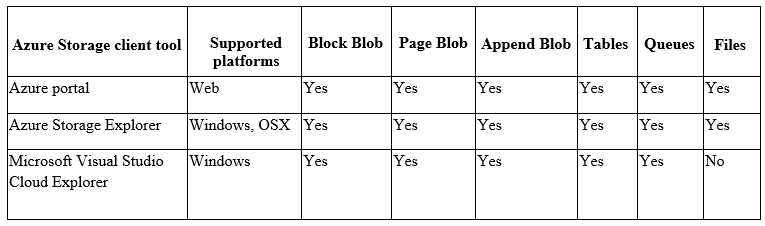 Azure Storage client tool Supported platforms Block Blob Page Blob Append Blob Tables Queues Files
Azure portal Web Yes Yes Yes Yes Yes Yes
Azure Storage Explorer Windows, OSX Yes Yes Yes Yes Yes Yes
Microsoft Visual Studio Cloud Explorer Windows Yes Yes Yes Yes Yes No